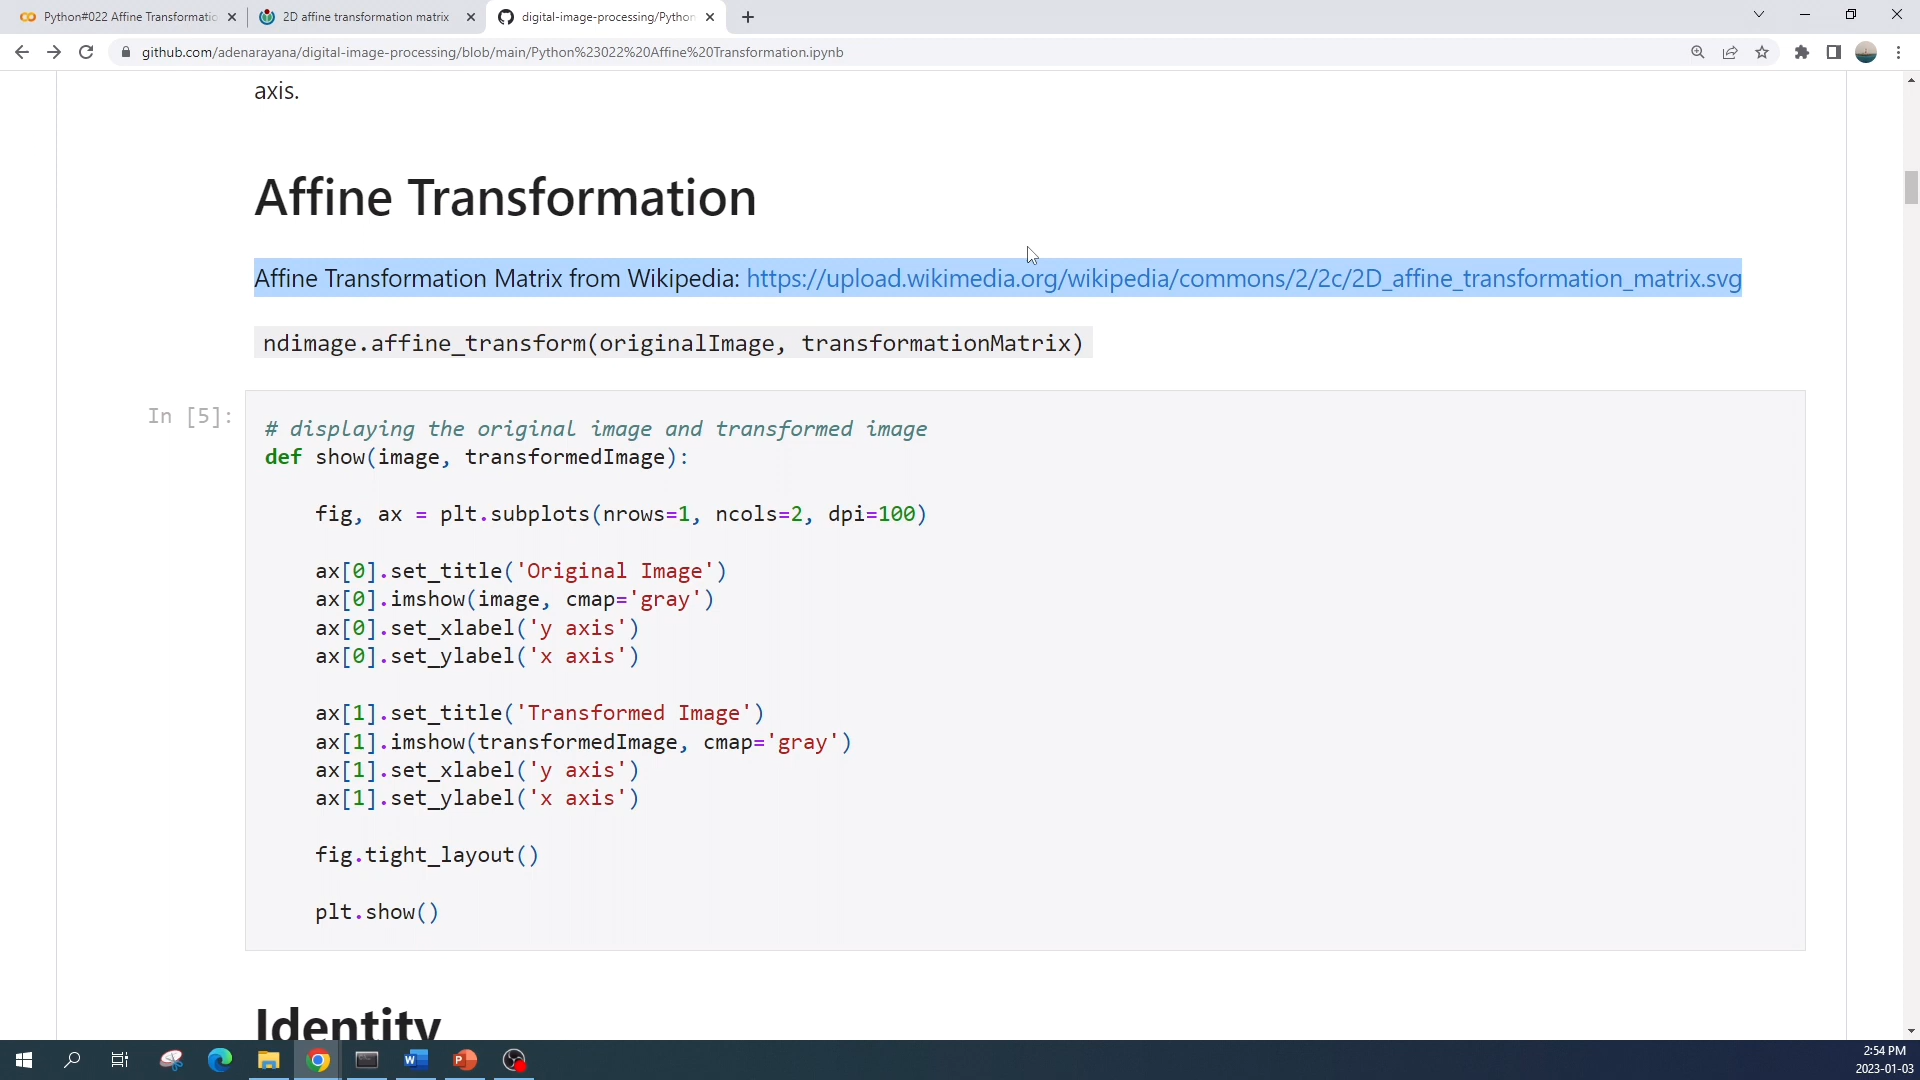 Python#022 Affine Transformatic
2D affine transformation matrix
digital-image-processing/Python
github.com/adenarayana/digital-image-processing/blob/main/Python%23022%20Affine%20Transformation.ipynb
axis.
Affine Transformation
Affine Transformation Matrix from Wikipedia: https://upload.wikimedia.org/wikipedia/commons/2/2c/2D_affine_transformation_matrix.svg
ndimage.affine_transform(originalImage, transformationMatrix)
In [5]:
# displaying the original image and transformed image
def show(image, transformedImage):
fig, ax = plt.subplots(nrows=1, ncols=2, dpi=100)
ax[0].set_title('Original Image')
ax[0].imshow(image, cmap='gray')
ax[0].set_xlabel('y axis')
ax[0].set_ylabel('x axis')
ax[1].set_title('Transformed Image')
ax[1].imshow(transformedImage, cmap='gray')
ax[1].set_xlabel('y axis')
ax[1].set_ylabel('x axis')
fig.tight_layout()
plt.show()
Identity
2:54 PM
2023-01-03